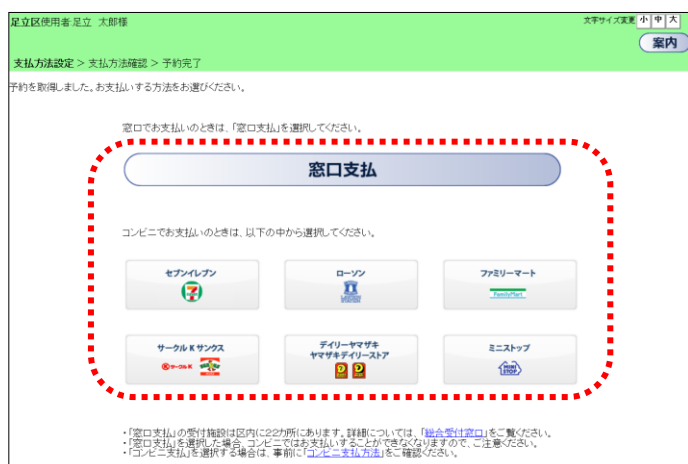 足立区使用者:足立 太郎様
文字サイズ変更 小 中 大
案内
支払方法設定 > 支払方法確認 > 予約完了
予約を取得しました。お支払いする方法をお選びください。
窓口でお支払いのときは、「窓口支払」を選択してください。
窓口支払
コンビニでお支払いのときは、以下の中から選択してください。
セブンイレブン
ローソン
ファミリーマート
FamilyMart
サークル K サンクス
サークルK
デイリーヤマザキ
ヤマザキデイリーストア
ミニストップ
MINI
STOP
・「窓口支払」の受付施設は区内に22カ所にあります。詳細については、「総合受付窓口」をご覧ください。
・「窓口支払」を選択した場合、コンビニではお支払いすることができなくなりますので、ご注意ください。
・「コンビニ支払」を選択する場合は、事前に「コンビニ支払方法」をご確認ください。